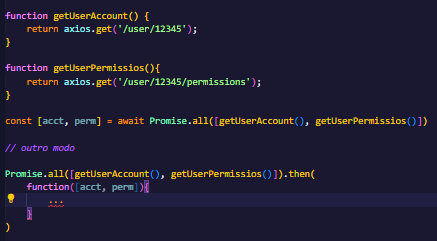 function getUserAccount() {
    return axios.get('/user/12345');
}
function getUserPermissios(){
    return axios.get('/user/12345/permissions');
}
const [acct, perm] = await Promise.all([getUserAccount(), getUserPermissios()])
// outro modo
Promise.all([getUserAccount(), getUserPermissios()]).then(
    function([acct, perm]){
        ...
    }
)